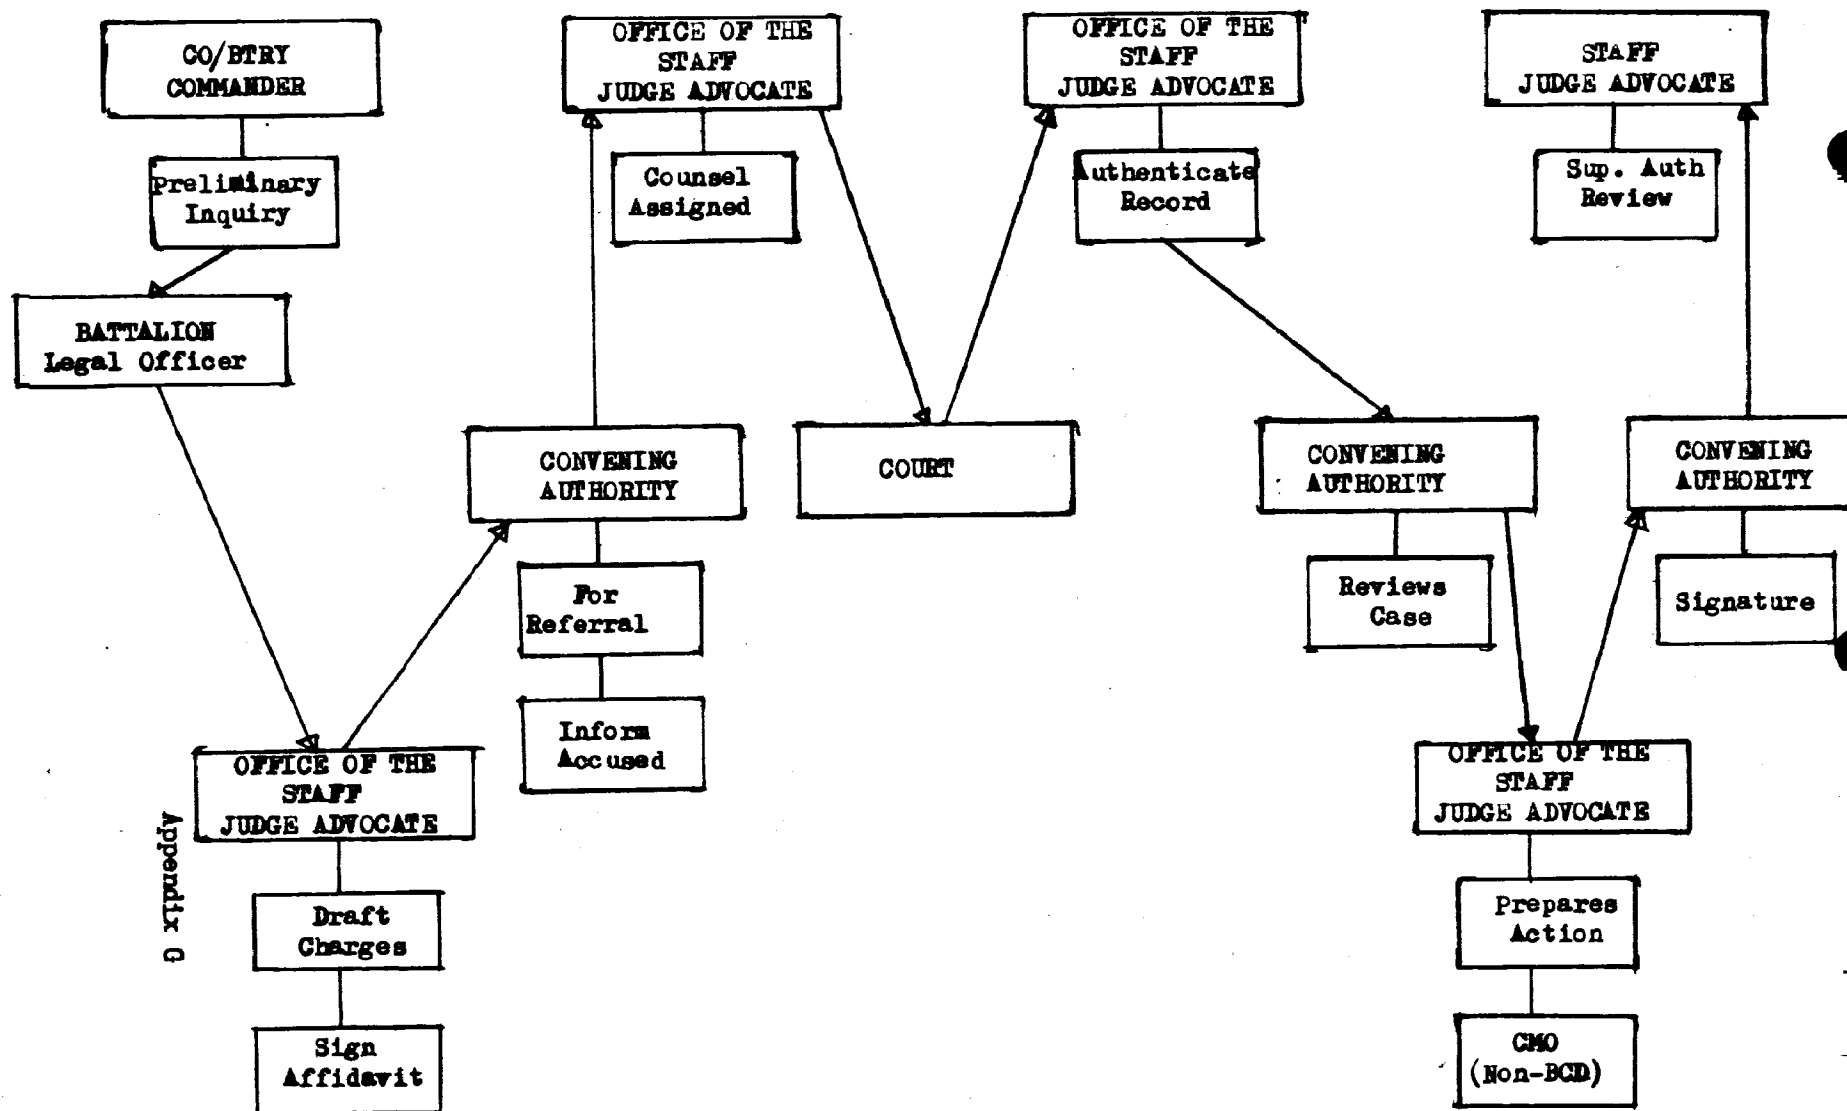 CO/BTRY
COMMANDER
Preliminary
Inquiry
BATTALION
Legal Officer
OFFICE OF THE
STAFF
JUDGE ADVOCATE
Draft
Charges
Sign
Affidavit
CONVENING
AUTHORITY
For
Referral
Inform
Accused
OFFICE OF THE
STAFF
JUDGE ADVOCATE
Counsel
Assigned
COURT
OFFICE OF THE
STAFF
JUDGE ADVOCATE
Authenticate
Record
CONVENING
AUTHORITY
Reviews
Case
OFFICE OF THE
STAFF
JUDGE ADVOCATE
Prepares
Action
CMO
(Non-BCD)
CONVENING
AUTHORITY
Signature
STAFF
JUDGE ADVOCATE
Sup. Auth
Review
Appendix G